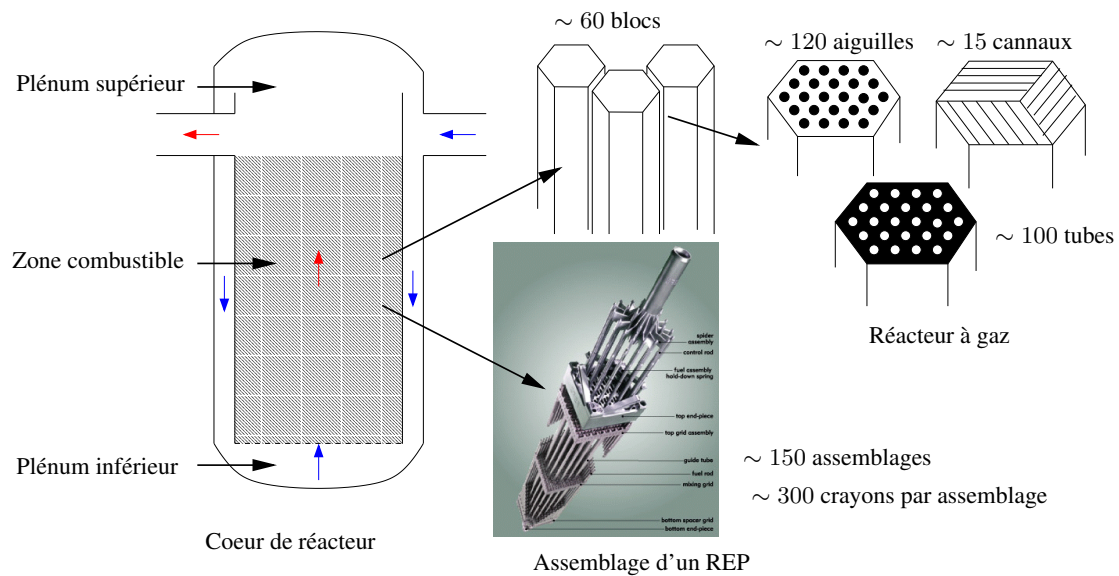 ~ 60 blocs
~ 120 aiguilles
~ 15 cannaux
Plénum supérieur
Zone combustible
Plénum inférieur
Coeur de réacteur
~ 100 tubes
Réacteur à gaz
spider
assembly
control rod
fuel assembly
hold-down spring
top end-piece
top grid assembly
guide tube
fuel rod
mixing grid
bottom spacer grid
bottom end-piece
~ 150 assemblages
~ 300 crayons par assemblage
Assemblage d'un REP